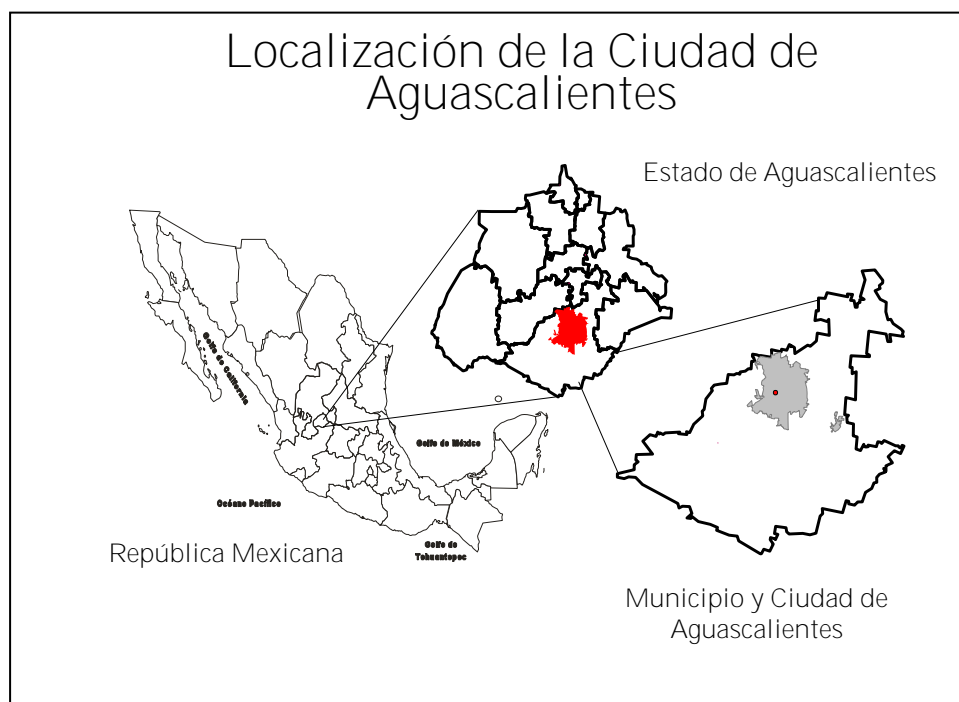 Localización de la Ciudad de
Aguascalientes
Estado de Aguascalientes
Golfo de California
Golfo de México
Océano Pacífico
República Mexicana
Golfo de
Tehuantepec
Municipio y Ciudad de
Aguascalientes